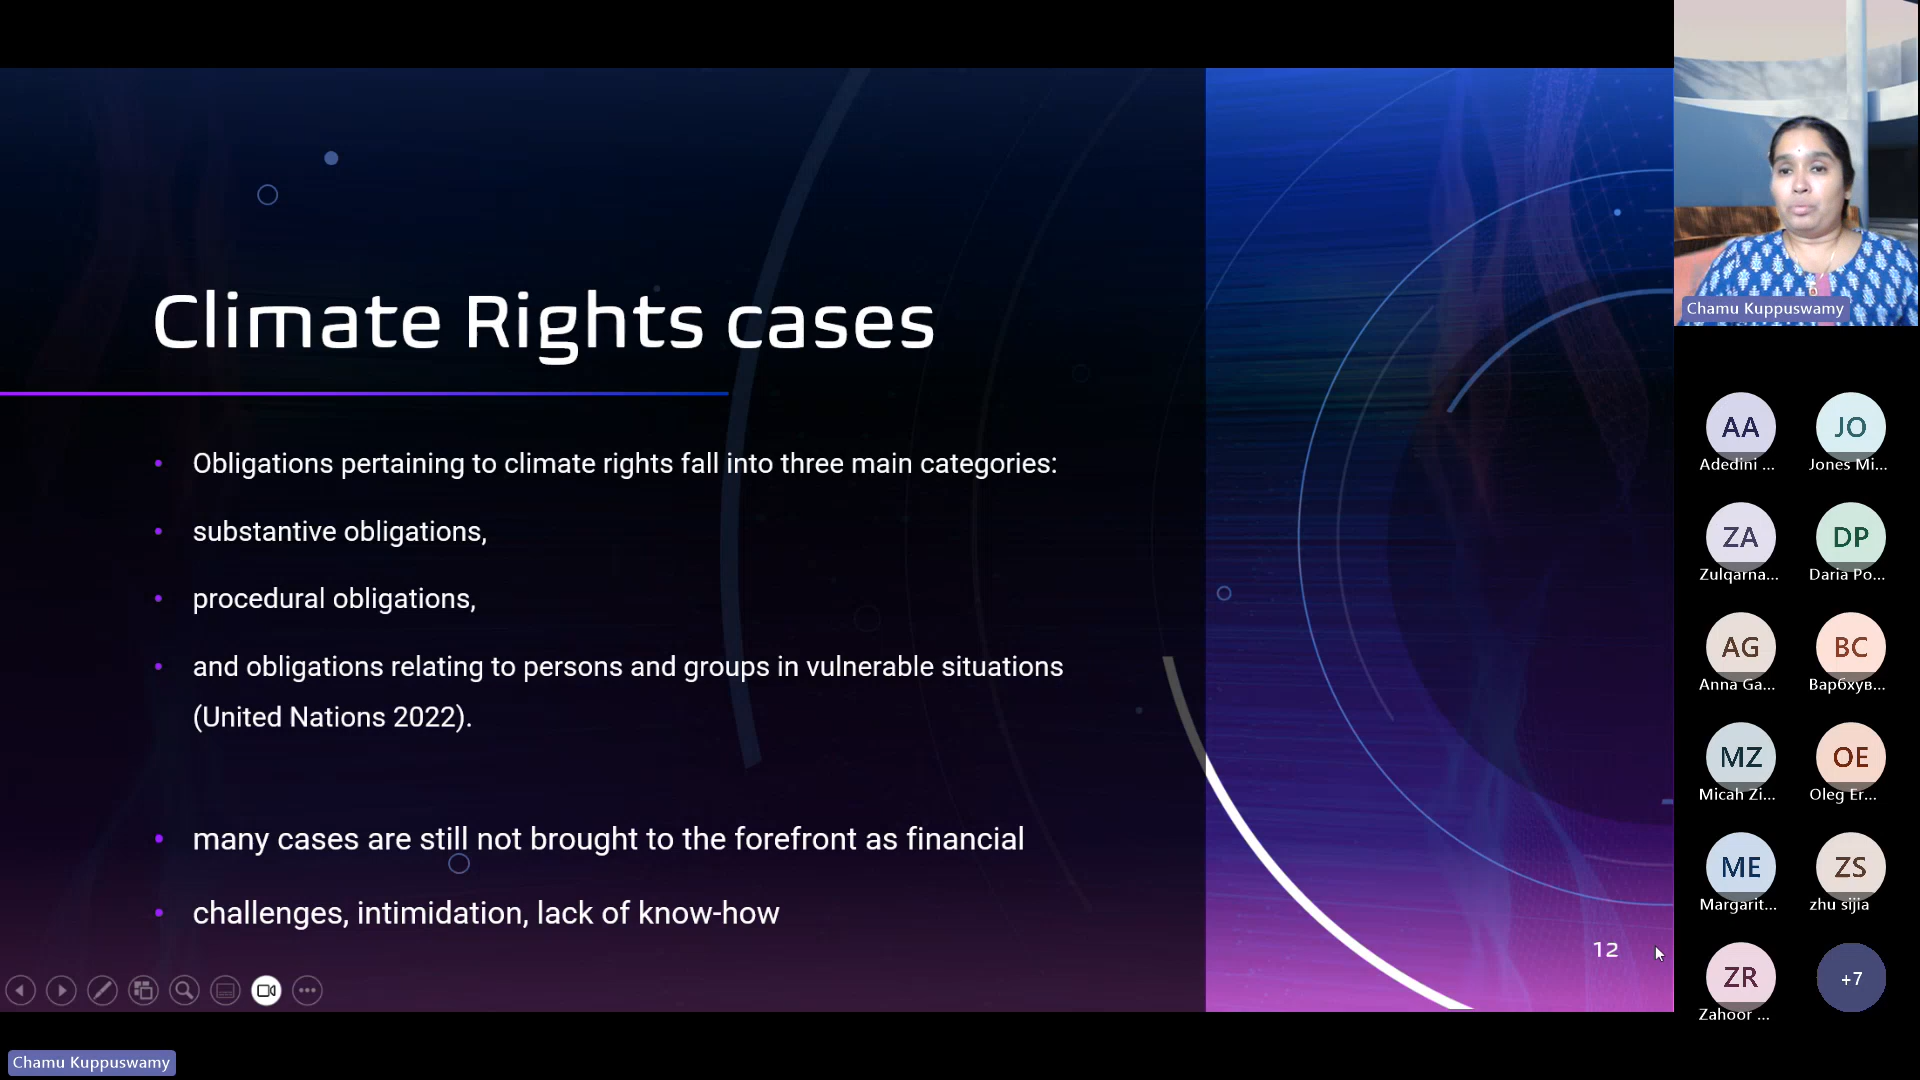 Climate Rights cases
Obligations pertaining to climate rights fall into three main categories:
substantive obligations,
procedural obligations,
and obligations relating to persons and groups in vulnerable situations
(United Nations 2022).
many cases are still not brought to the forefront as financial
challenges, intimidation, lack of know-how
12
Chamu Kuppuswamy
Chamu Kuppuswamy
AA
JO
Adedini ...
Jones Mi...
ZA
DP
Zulqarna...
Daria Po...
AG
BC
Anna Ga...
Варбхув...
MZ
OE
Micah Zi...
Oleg Er...
ME
ZS
Margarit...
zhu sijia
ZR
+7
Zahoor ...